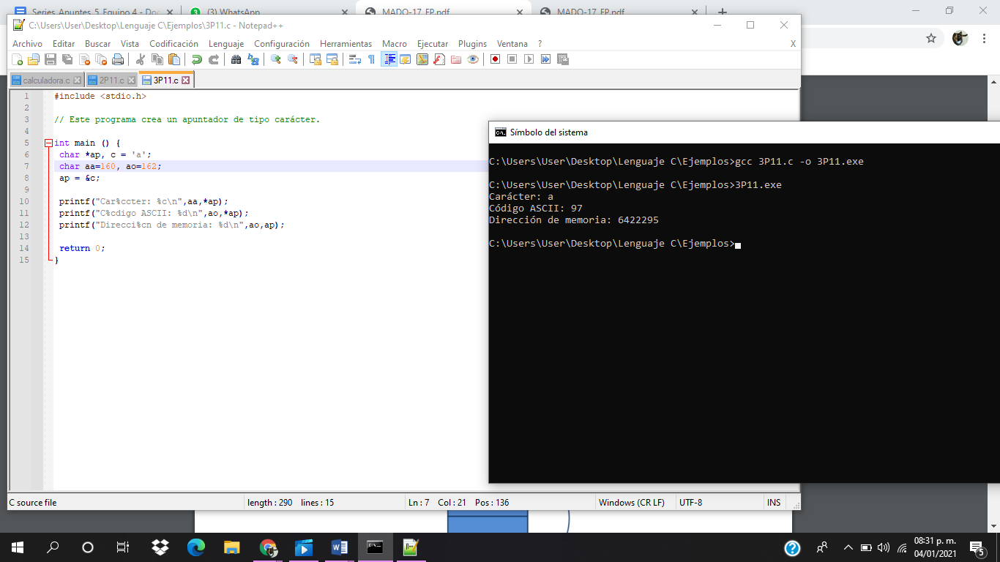 Series_Apuntes_5_Equipo 4 - Doc
(3) WhatsApp
MADO-17_FP.pdf
MADO-17_FP.pdf
C:\Users\User\Desktop\Lenguaje C\Ejemplos\3P11.c - Notepad++
Archivo Editar Buscar Vista Codificación Lenguaje Configuración Herramientas Macro Ejecutar Plugins Ventana ? X
calculadora.c 2P11.c 3P11.c
1 #include <stdio.h>
2
3 // Este programa crea un apuntador de tipo carácter.
4
5 int main () {
6 char *ap, c = 'a';
7 char aa=160, ao=162;
8 ap = &c;
9
10 printf("Car%ccter: %c\n",aa,*ap);
11 printf("C%cdigo ASCII: %d\n",ao,*ap);
12 printf("Direcci%cn de memoria: %d\n",ao,ap);
13
14 return 0;
15 }
Símbolo del sistema
C:\Users\User\Desktop\Lenguaje C\Ejemplos>gcc 3P11.c -o 3P11.exe
C:\Users\User\Desktop\Lenguaje C\Ejemplos>3P11.exe
Carácter: a
Código ASCII: 97
Dirección de memoria: 6422295
C:\Users\User\Desktop\Lenguaje C\Ejemplos>
C source file length : 290 lines : 15 Ln : 7 Col : 21 Pos : 136 Windows (CR LF) UTF-8 INS
08:31 p. m.
04/01/2021
5